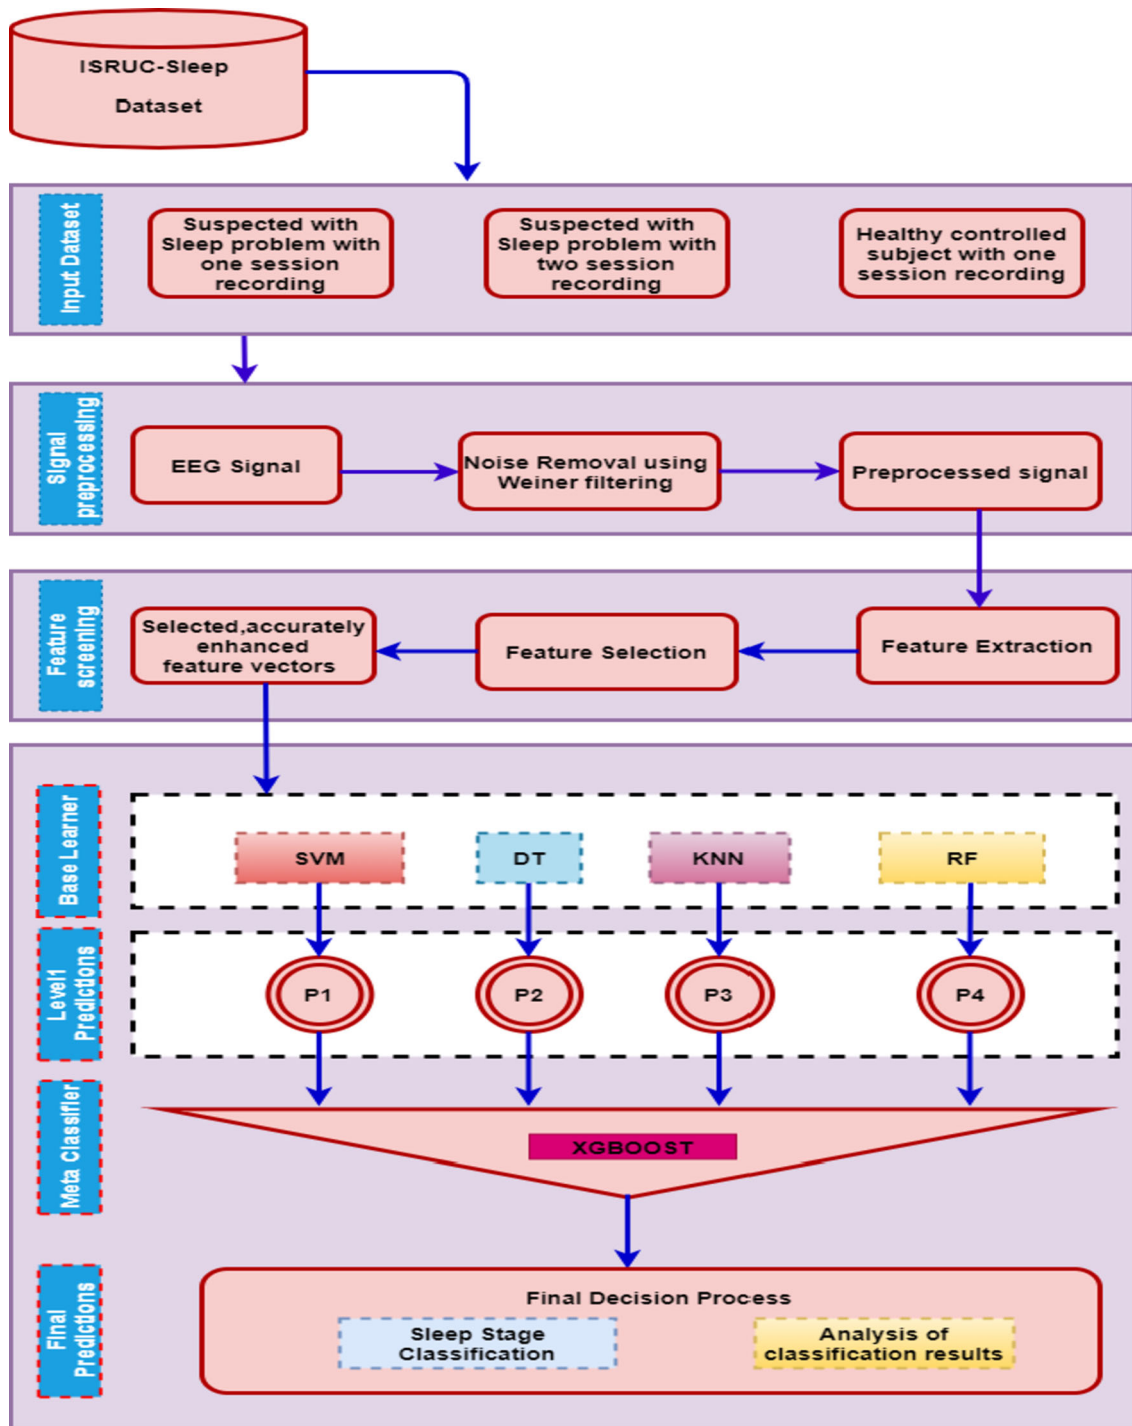 ISRUC-Sleep
Dataset
Input Dataset
Suspected with
Sleep problem with
one session
recording
Suspected with
Sleep problem with
two session
recording
Healthy controlled
subject with one
session recording
Signal
preprocessing
EEG Signal
Noise Removal using
Weiner filtering
Preprocessed signal
Feature
screening
Selected,accurately
enhanced
feature vectors
Feature Selection
Feature Extraction
Base Learner
SVM
DT
KNN
RF
Level1
Predictions
P1
P2
P3
P4
Meta Classifier
XGBOOST
Final
Predictions
Final Decision Process
Sleep Stage
Classification
Analysis of
classification results